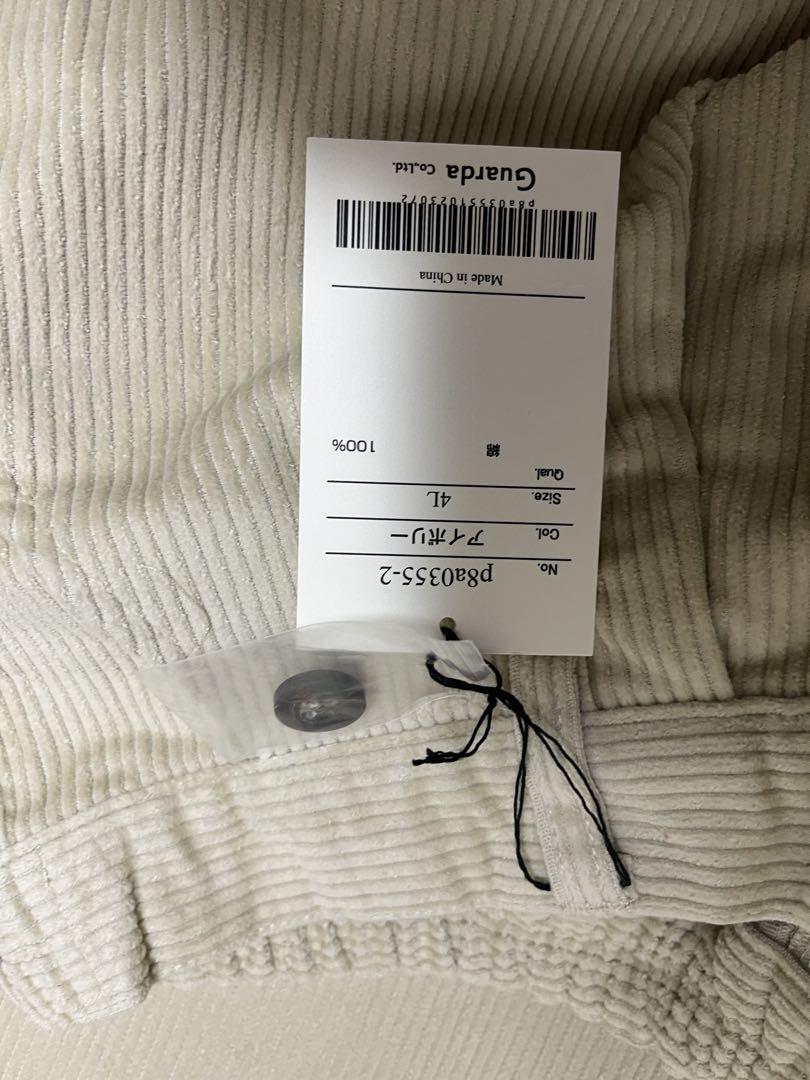 No. p8a0355-2
Col. アイボリー
Size. 4L
Qual.
綿 100%
Made in China
p8a03551023072
Guarda Co.,Ltd.